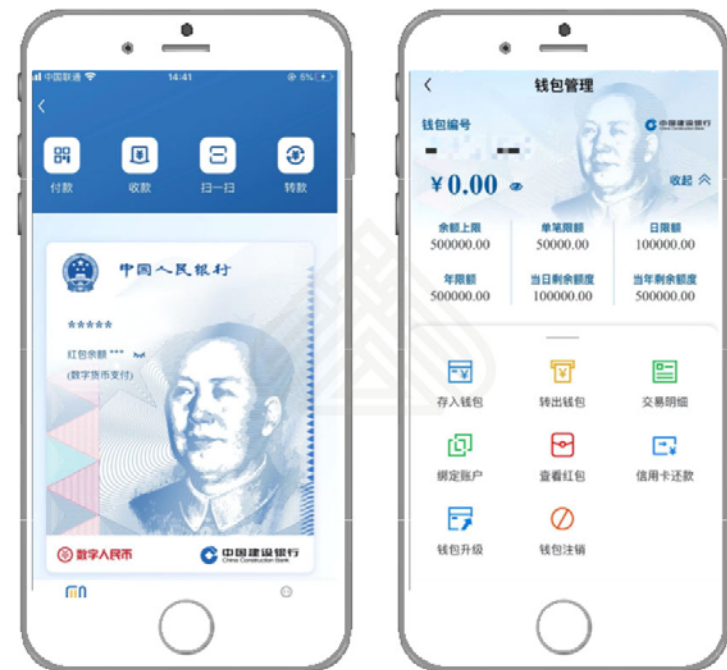 中国联通 14:41 5%
付款 收款 扫一扫 转款
中国人民银行
*****
红包余额 ***
(数字货币支付)
数字人民币 中国建设银行
China Construction Bank
钱包管理
钱包编号 中国建设银行
China Construction Bank
¥0.00 收起
余额上限 单笔限额 日限额
500000.00 50000.00 100000.00
年限额 当日剩余额度 当年剩余额度
500000.00 100000.00 500000.00
存入钱包 转出钱包 交易明细
绑定账户 查看红包 信用卡还款
钱包升级 钱包注销